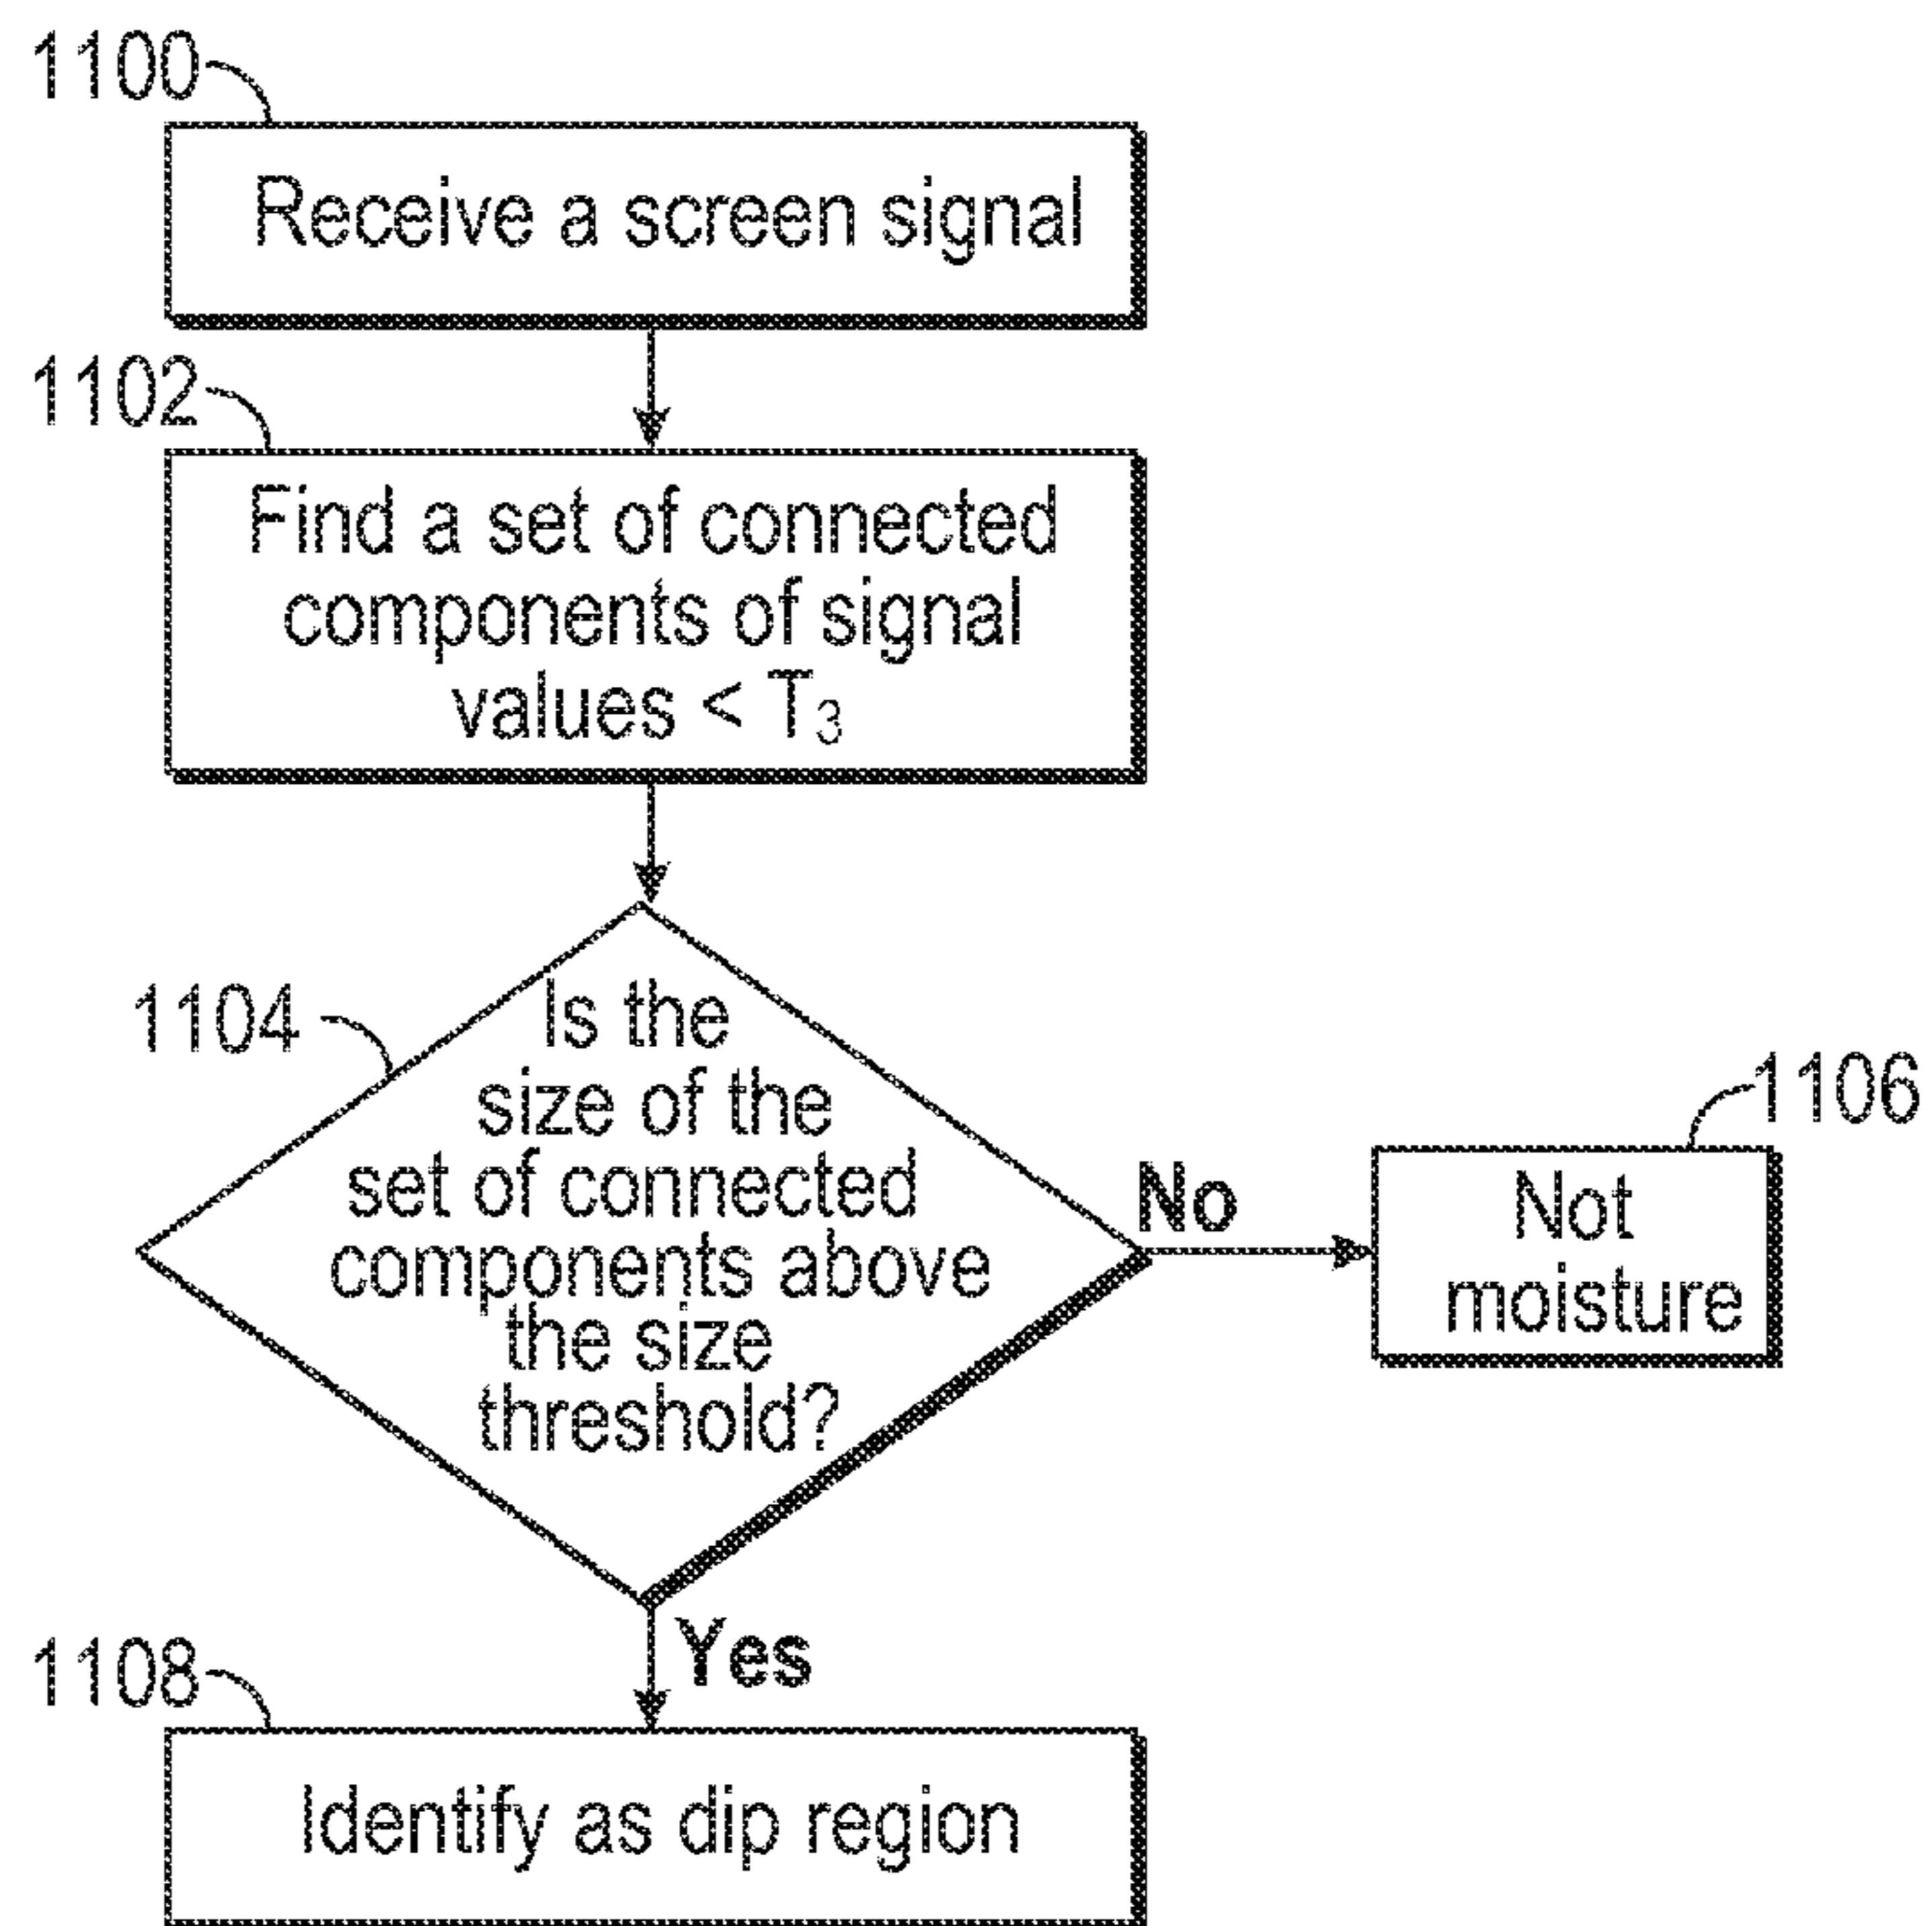 1100
Receive a screen signal
1102
Find a set of connected
components of signal
values < T₃
1104
Is the
size of the
set of connected
components above
the size
threshold?
No
1106
Not
moisture
Yes
1108
Identify as dip region